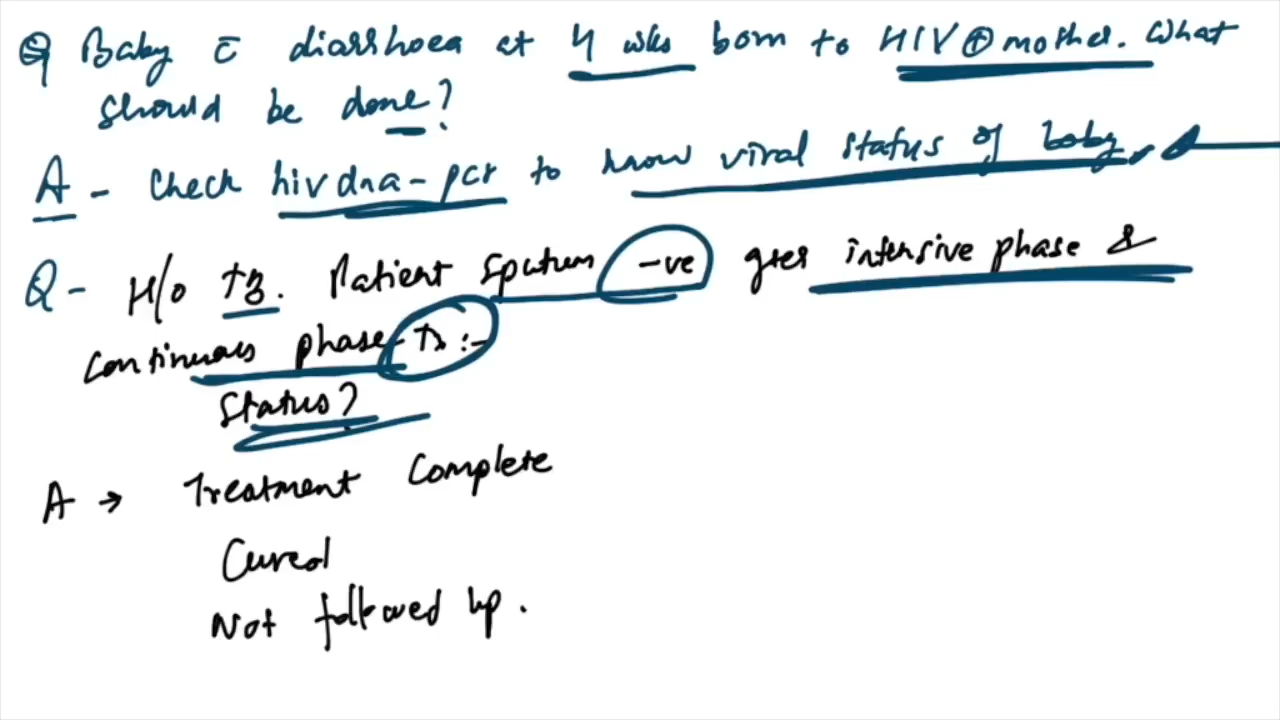 Q Baby c̄ diarrhoea at 4 wks born to HIV⊕mother. What
should be done?
A - Check hiv dna-pcr to know viral status of baby.
Q- H/o TB. Patient sputum -ve goes intensive phase &
continuous phase Tx :-
Status?
A → Treatment Complete
Cured
Not followed up.